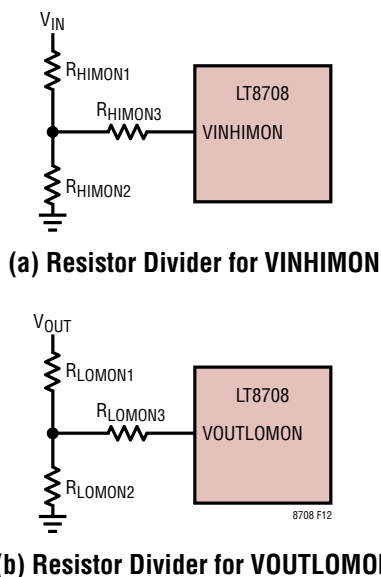 VIN
RHIMON1
LT8708
RHIMON3
VINHIMON
RHIMON2
(a) Resistor Divider for VINHIMON
VOUT
RLOMON1
LT8708
RLOMON3
VOUTLOMON
RLOMON2
8708 F12
(b) Resistor Divider for VOUTLOMON